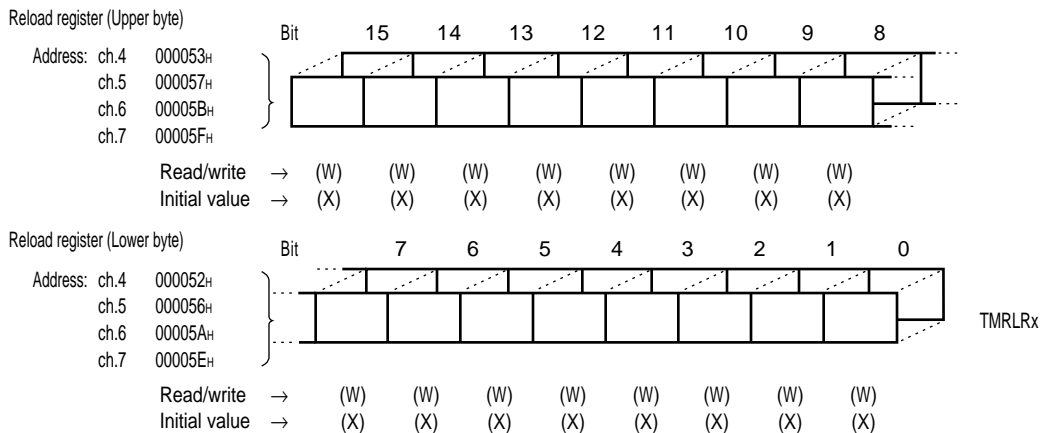 Reload register (Upper byte)
Bit 15 14 13 12 11 10 9 8
Address: ch.4 000053H
ch.5 000057H
ch.6 00005BH
ch.7 00005FH
Read/write → (W) (W) (W) (W) (W) (W) (W) (W)
Initial value → (X) (X) (X) (X) (X) (X) (X) (X)
Reload register (Lower byte)
Bit 7 6 5 4 3 2 1 0
Address: ch.4 000052H
ch.5 000056H
ch.6 00005AH
ch.7 00005EH
TMRLRx
Read/write → (W) (W) (W) (W) (W) (W) (W) (W)
Initial value → (X) (X) (X) (X) (X) (X) (X) (X)